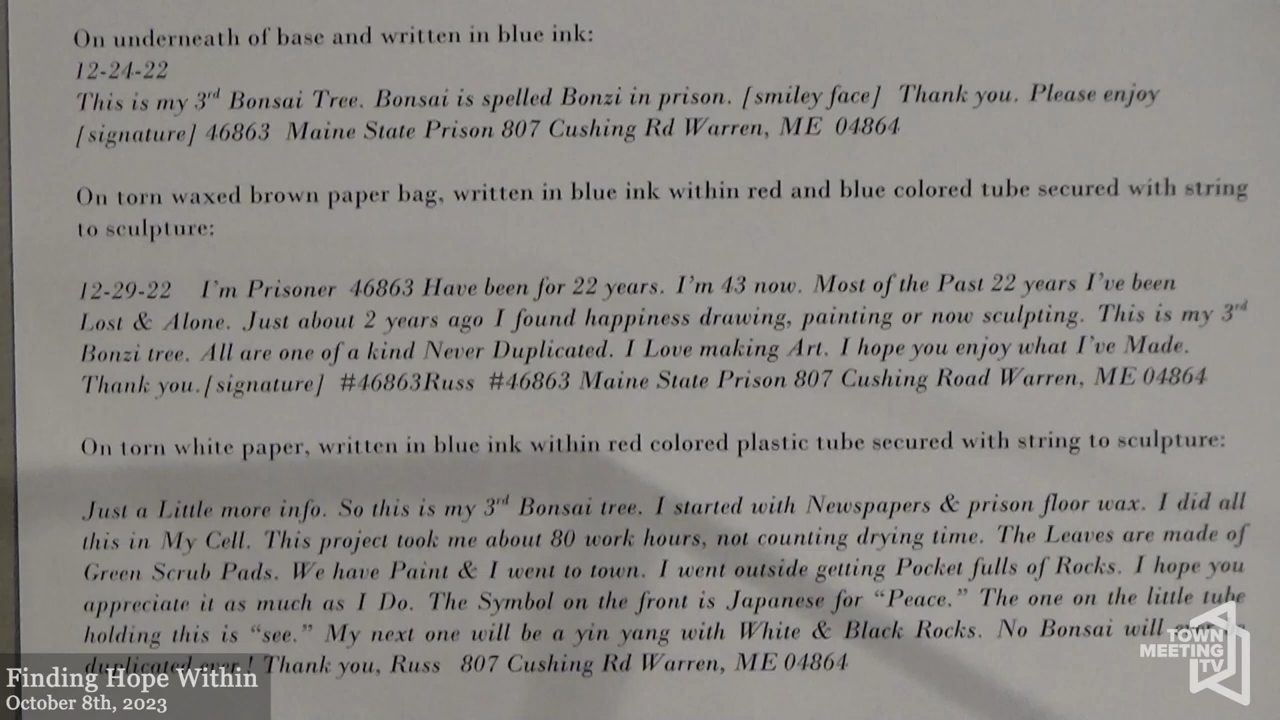 On underneath of base and written in blue ink:
12-24-22
This is my 3rd Bonsai Tree. Bonsai is spelled Bonzi in prison. [smiley face] Thank you. Please enjoy
[signature] 46863 Maine State Prison 807 Cushing Rd Warren, ME 04864
On torn waxed brown paper bag, written in blue ink within red and blue colored tube secured with string
to sculpture:
12-29-22 I'm Prisoner 46863 Have been for 22 years. I'm 43 now. Most of the Past 22 years I've been
Lost & Alone. Just about 2 years ago I found happiness drawing, painting or now sculpting. This is my 3rd
Bonzi tree. All are one of a kind Never Duplicated. I Love making Art. I hope you enjoy what I've Made.
Thank you.[signature] #46863Russ #46863 Maine State Prison 807 Cushing Road Warren, ME 04864
On torn white paper, written in blue ink within red colored plastic tube secured with string to sculpture:
Just a Little more info. So this is my 3rd Bonsai tree. I started with Newspapers & prison floor wax. I did all
this in My Cell. This project took me about 80 work hours, not counting drying time. The Leaves are made of
Green Scrub Pads. We have Paint & I went to town. I went outside getting Pocket fulls of Rocks. I hope you
appreciate it as much as I Do. The Symbol on the front is Japanese for "Peace." The one on the little tube
holding this is "see." My next one will be a yin yang with White & Black Rocks. No Bonsai will
duplicated ever! Thank you, Russ 807 Cushing Rd Warren, ME 04864
Finding Hope Within
October 8th, 2023
TOWN
MEETING
TV